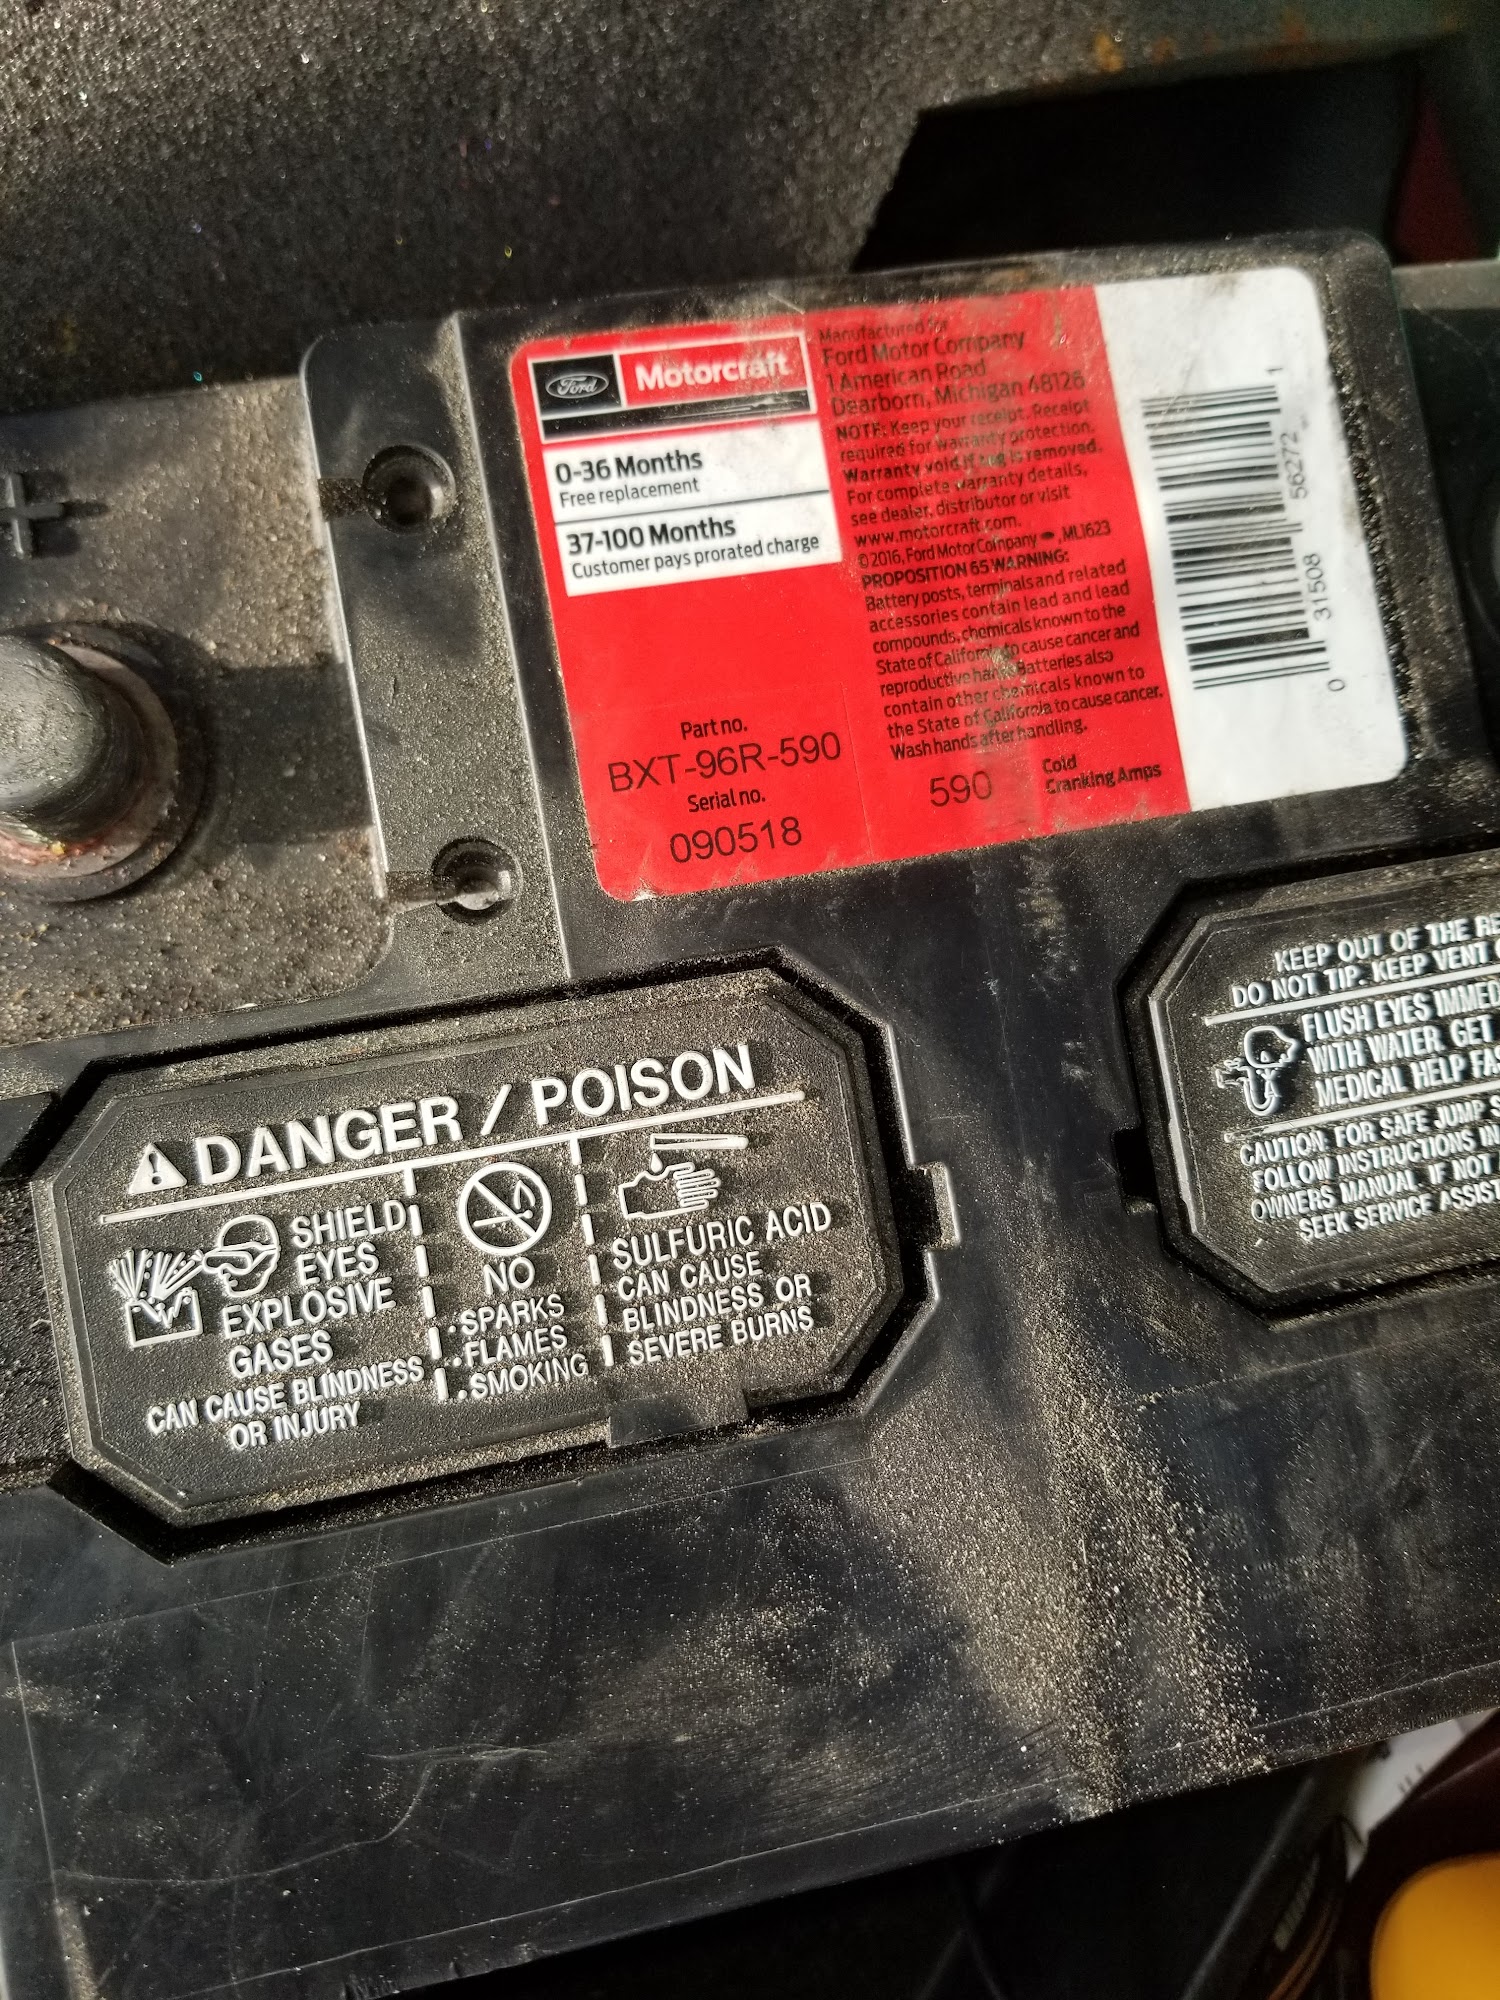 +
Ford
Motorcraft
0-36 Months
Free replacement
37-100 Months
Customer pays prorated charge
Part no.
BXT-96R-590
Serial no.
090518
Manufactured for
Ford Motor Company
1 American Road
Dearborn, Michigan 48126
NOTE: Keep your receipt. Receipt
required for warranty protection.
Warranty void if tag is removed.
For complete warranty details,
see dealer, distributor or visit
www.motorcraft.com.
©2016, Ford Motor Company , ML1623
PROPOSITION 65 WARNING:
Battery posts, terminals and related
accessories contain lead and lead
compounds, chemicals known to the
State of California to cause cancer and
reproductive harm. Batteries also
contain other chemicals known to
the State of California to cause cancer.
Wash hands after handling.
590
Cold
Cranking Amps
0 31508 56272 1
DANGER / POISON
SHIELD
EYES
EXPLOSIVE
GASES
CAN CAUSE BLINDNESS
OR INJURY
NO
• SPARKS
• FLAMES
• SMOKING
SULFURIC ACID
CAN CAUSE
BLINDNESS OR
SEVERE BURNS
KEEP OUT OF THE RE
DO NOT TIP. KEEP VENT
FLUSH EYES IMMED
WITH WATER GET
MEDICAL HELP FAS
CAUTION: FOR SAFE JUMP S
FOLLOW INSTRUCTIONS IN
OWNERS MANUAL IF NOT
SEEK SERVICE ASSIST